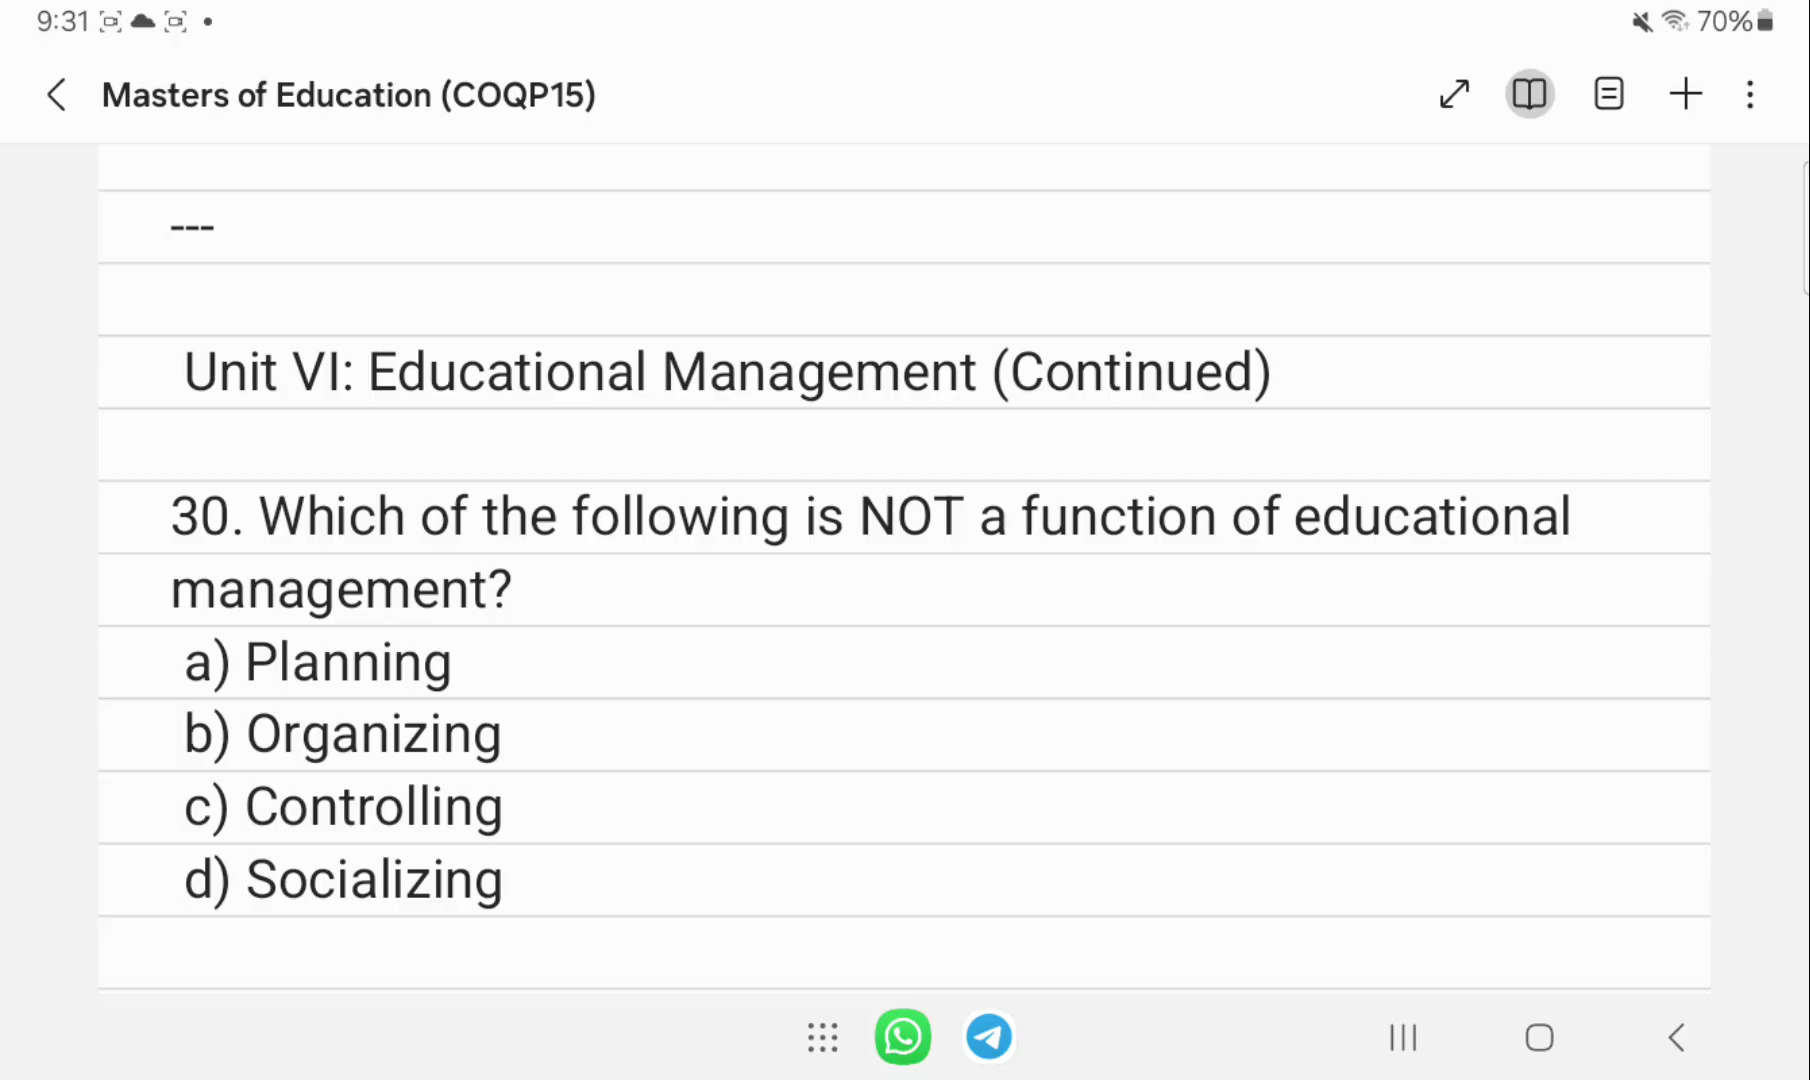 9:31 70%
Masters of Education (COQP15)
---
Unit VI: Educational Management (Continued)
30. Which of the following is NOT a function of educational
management?
a) Planning
b) Organizing
c) Controlling
d) Socializing